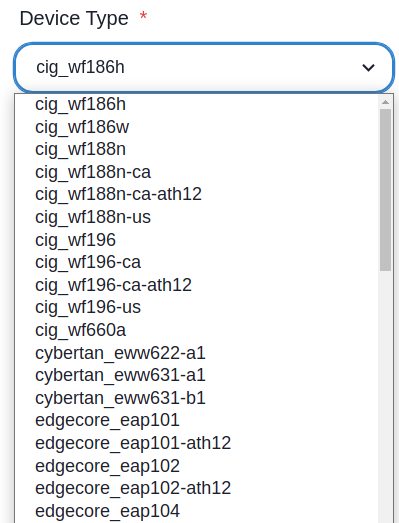 Device Type *
cig_wf186h
cig_wf186h
cig_wf186w
cig_wf188n
cig_wf188n-ca
cig_wf188n-ca-ath12
cig_wf188n-us
cig_wf196
cig_wf196-ca
cig_wf196-ca-ath12
cig_wf196-us
cig_wf660a
cybertan_eww622-a1
cybertan_eww631-a1
cybertan_eww631-b1
edgecore_eap101
edgecore_eap101-ath12
edgecore_eap102
edgecore_eap102-ath12
edgecore_eap104